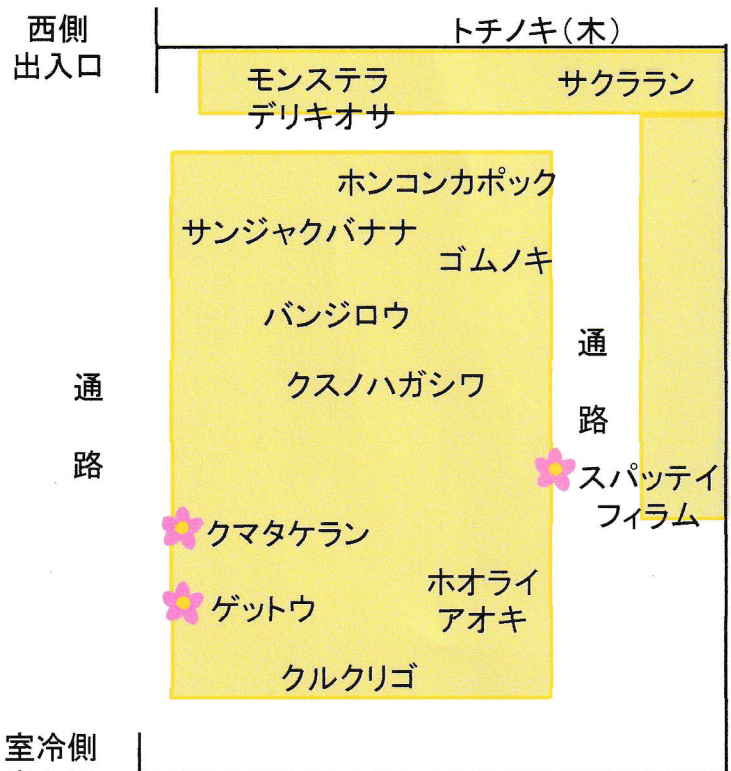 西側
出入口
トチノキ（木）
モンステラ
デリキオサ
サクララン
ホンコンカポック
サンジャクバナナ
ゴムノキ
バンジロウ
クスノハガシワ
通
路
通
路
スパッテイ
フィラム
クマタケラン
ゲットウ
ホオライ
アオキ
クルクリゴ
室冷側